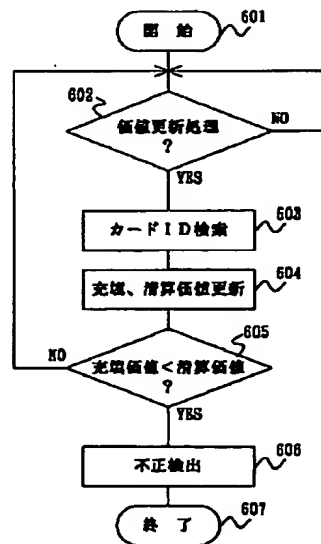 開始
601
602
価値更新処理
?
NO
YES
カードID検索
603
充填、清算価値更新
604
605
充填価値<清算価値
?
NO
YES
不正検出
606
終了
607